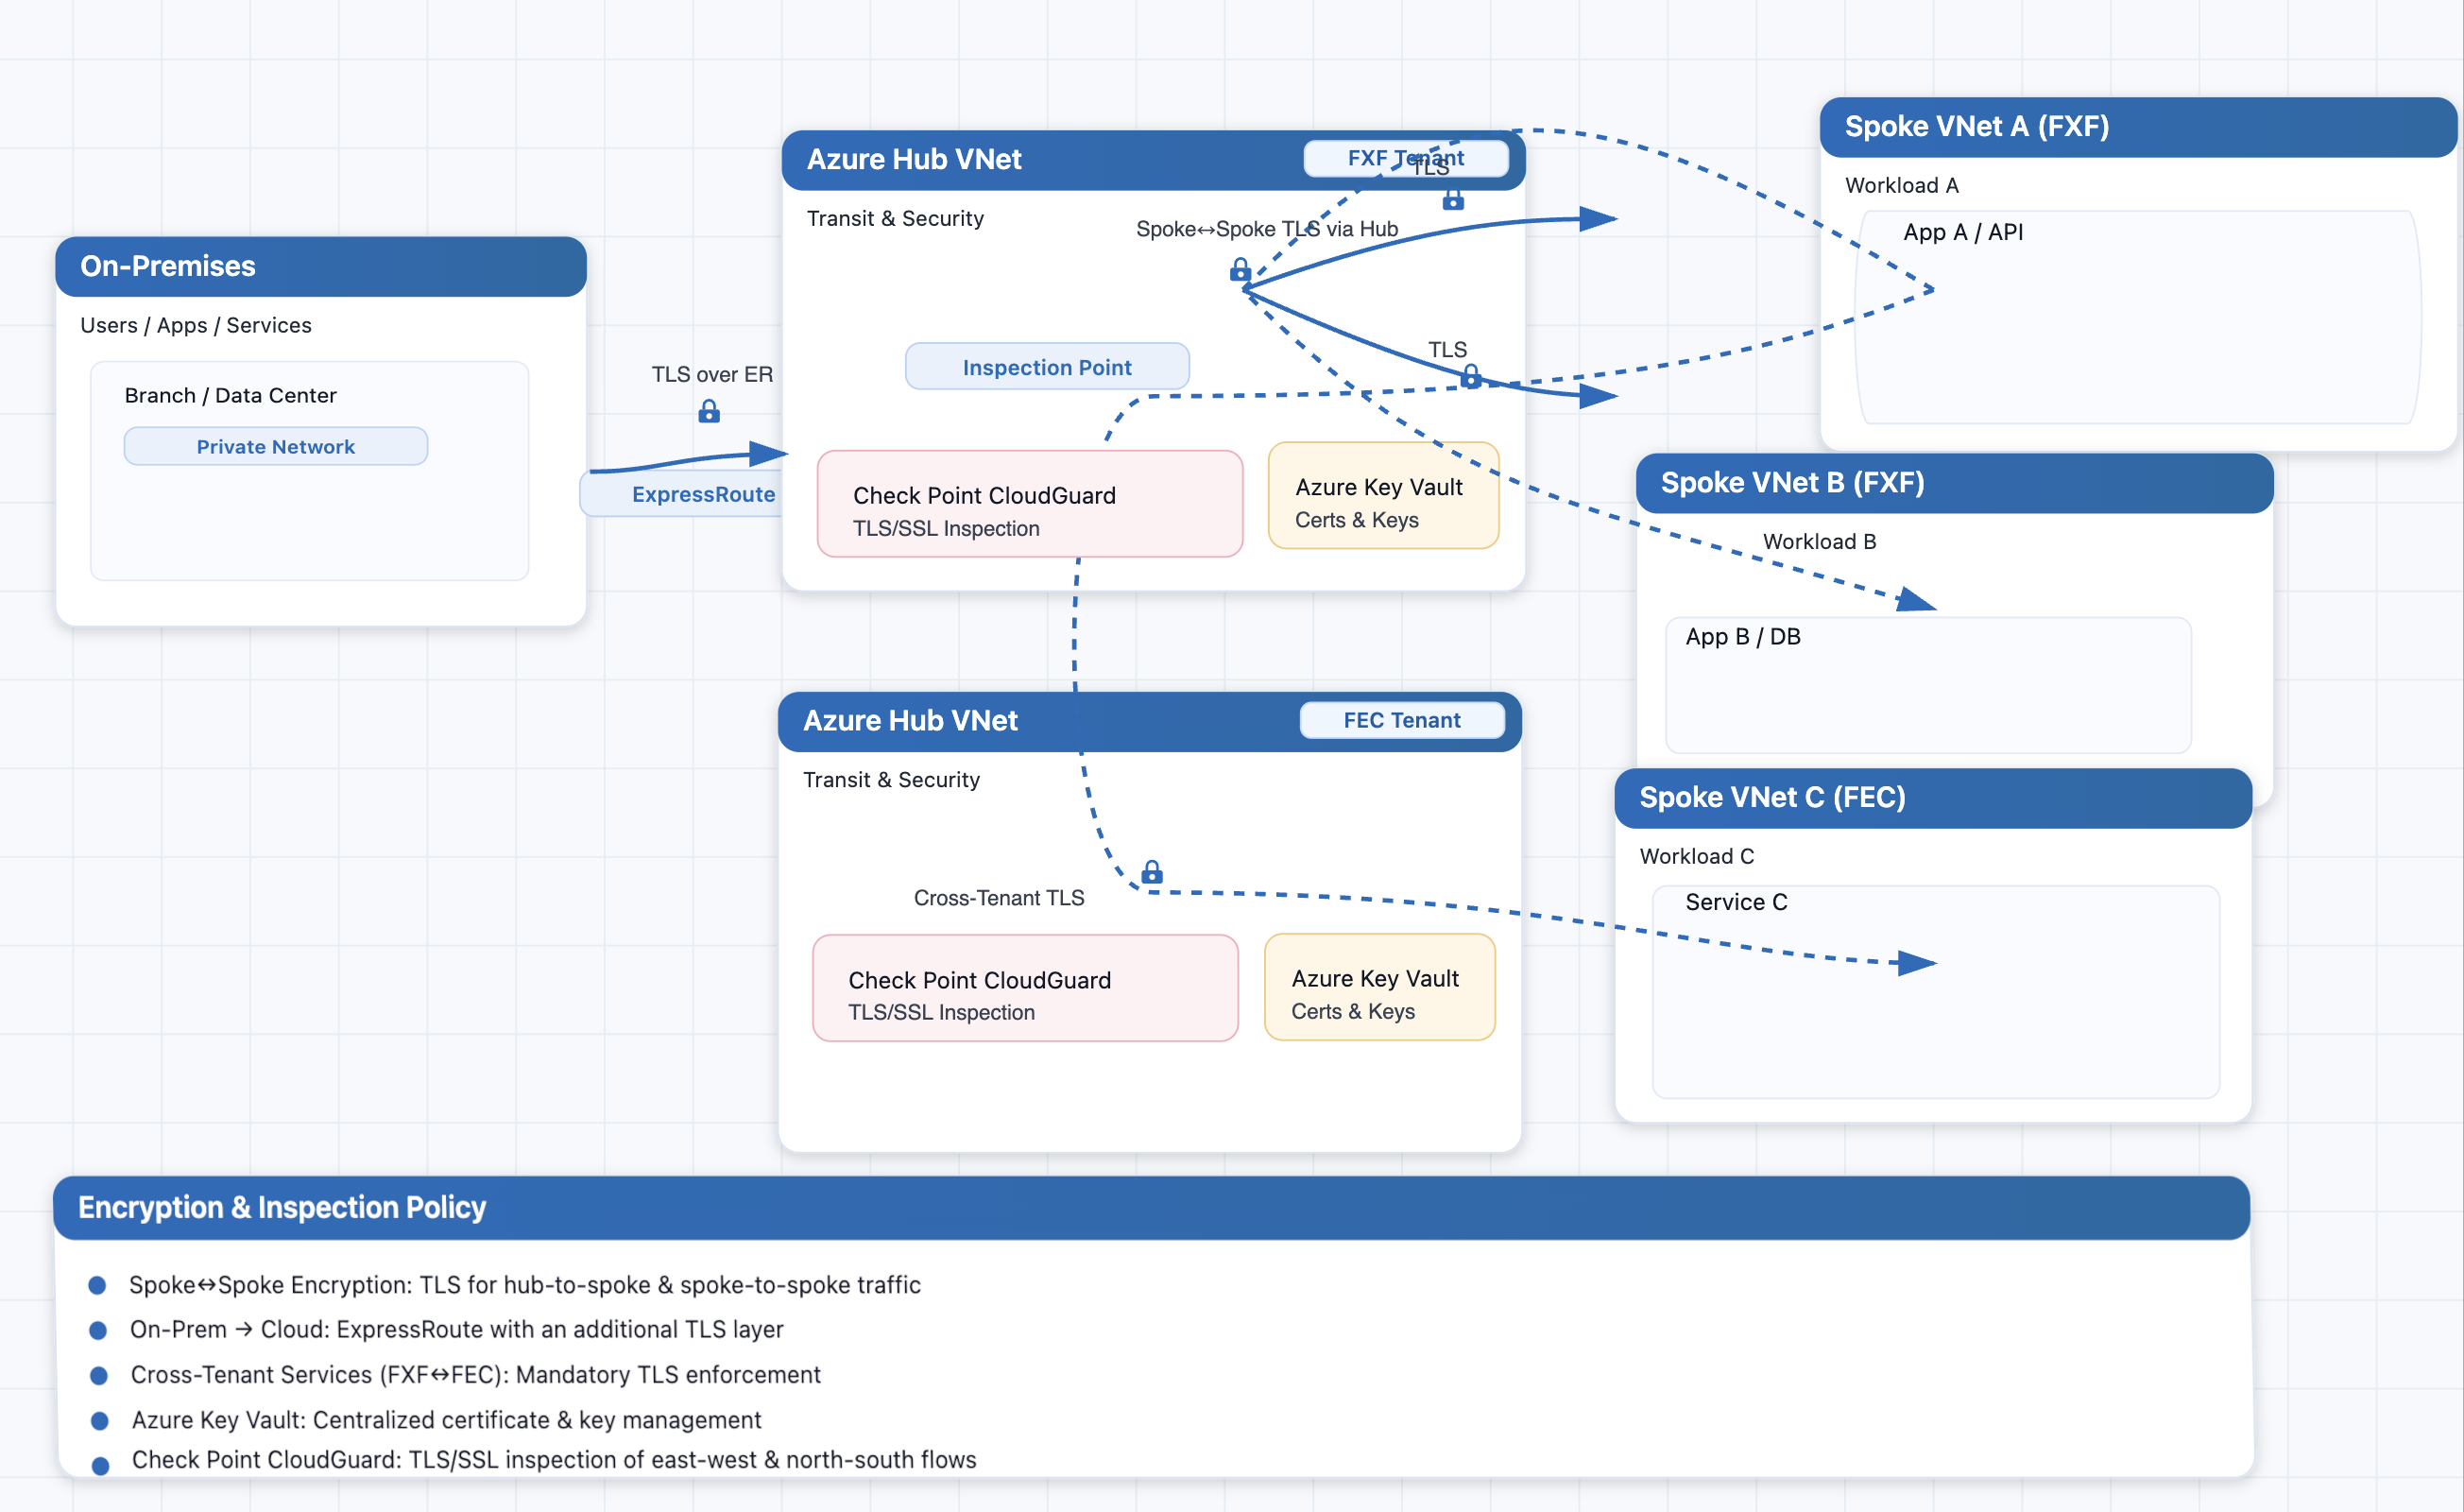 On-Premises
Users / Apps / Services
Branch / Data Center
Private Network
TLS over ER
ExpressRoute
Azure Hub VNet
FXF Tenant
TLS
Transit & Security
Spoke↔Spoke TLS via Hub
Inspection Point
TLS
Check Point CloudGuard
TLS/SSL Inspection
Azure Key Vault
Certs & Keys
Spoke VNet A (FXF)
Workload A
App A / API
Spoke VNet B (FXF)
Workload B
App B / DB
Azure Hub VNet
FEC Tenant
Transit & Security
Cross-Tenant TLS
Check Point CloudGuard
TLS/SSL Inspection
Azure Key Vault
Certs & Keys
Spoke VNet C (FEC)
Workload C
Service C
Encryption & Inspection Policy
Spoke↔Spoke Encryption: TLS for hub-to-spoke & spoke-to-spoke traffic
On-Prem → Cloud: ExpressRoute with an additional TLS layer
Cross-Tenant Services (FXF↔FEC): Mandatory TLS enforcement
Azure Key Vault: Centralized certificate & key management
Check Point CloudGuard: TLS/SSL inspection of east-west & north-south flows